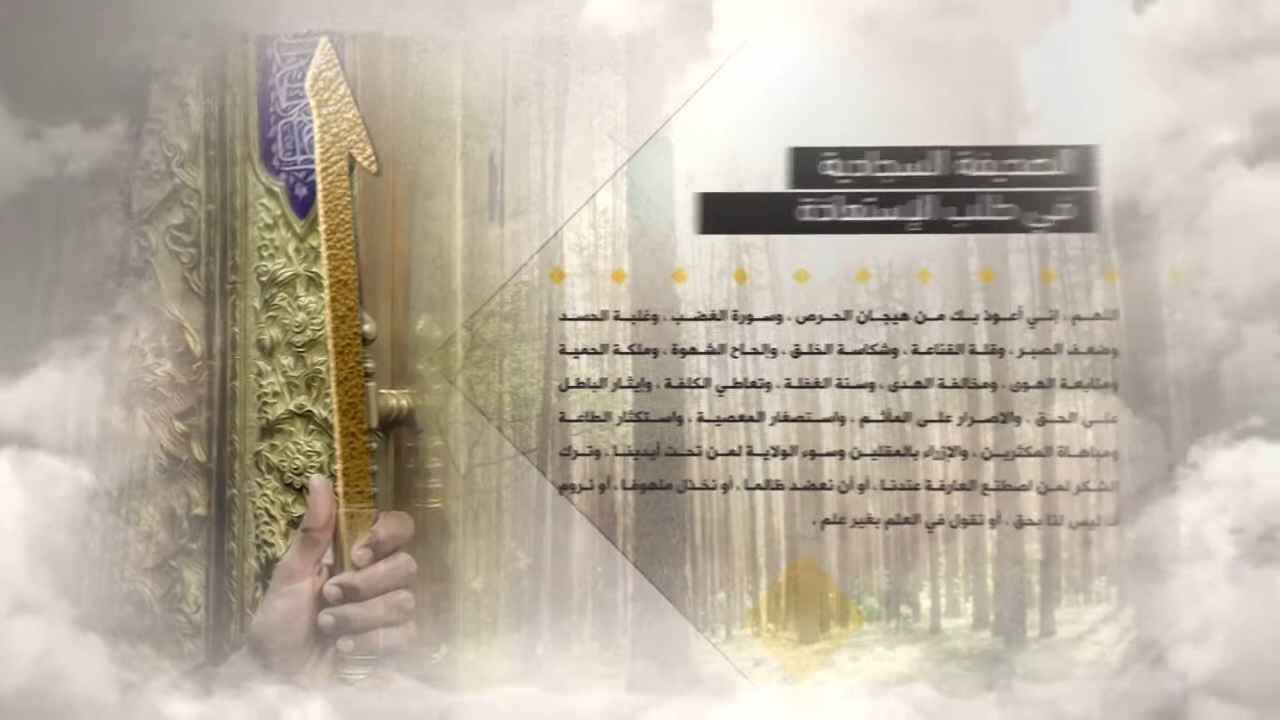 الصحيفة السجادية
في طلب الإستعاذة
اللهم ، إني أعوذ بك من هيجان الحرص ، وسورة الغضب ، وغلبة الحسد
وضعف الصبر ، وقلة القناعة ، وشكاسة الخلق ، وإلحاح الشهوة ، وملكة الحمية
ومتابعة الهوى ، ومخالفة الهدى ، وسنة الغفلة ، وتعاطي الكلفة ، وإيثار الباطل
على الحق ، والاصرار على المأثم ، واستصغار المعصية ، واستكثار الطاعة
ومباهاة المكثرين ، والإزراء بالمقلين وسوء الولاية لمن تحت أيدينا ، وترك
الشكر لمن اصطنع العارفة عندنا ، أو أن نعضد ظالما ، أو نخذل ملهوفا ، أو نروم
ما ليس لنا بحق ، أو نقول في العلم بغير علم .